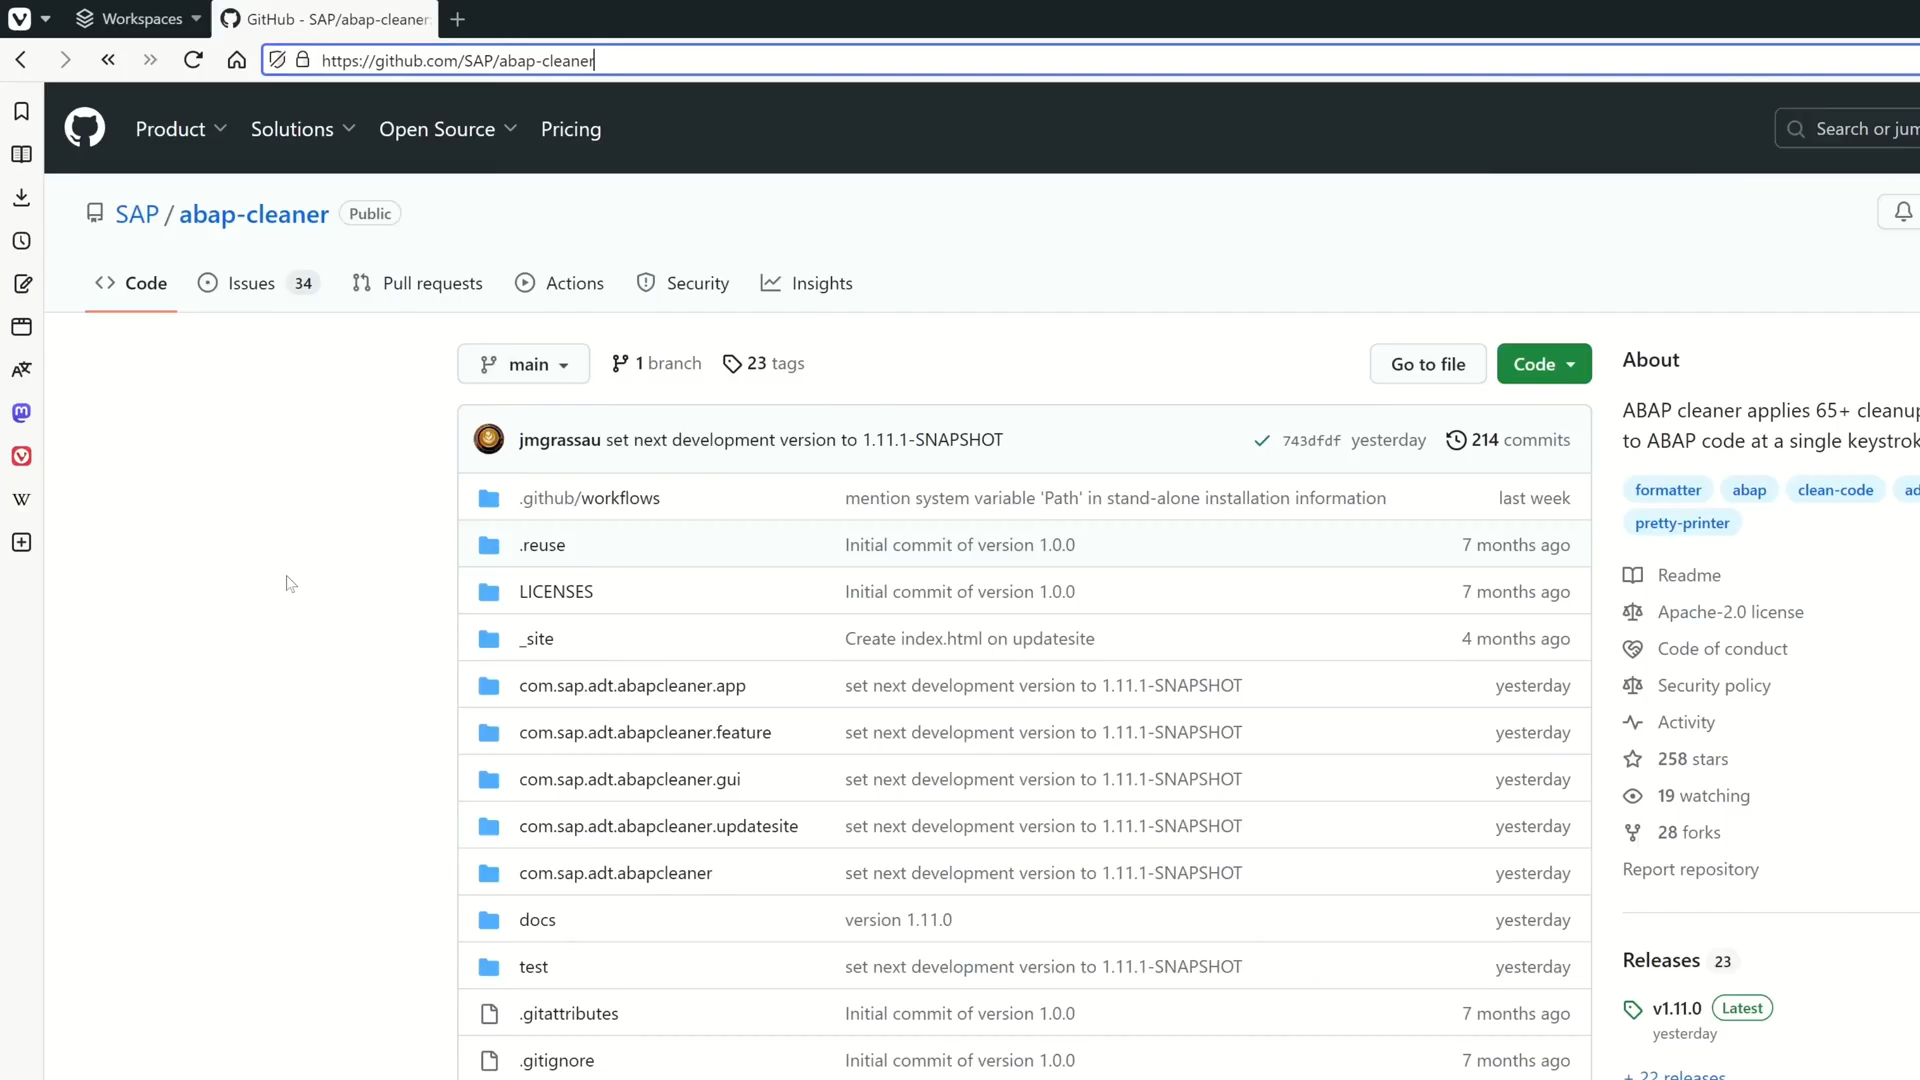 Workspaces
GitHub - SAP/abap-cleaner:
https://github.com/SAP/abap-cleaner
Product
Solutions
Open Source
Pricing
Search or jum
SAP / abap-cleaner
Public
Code
Issues 34
Pull requests
Actions
Security
Insights
main
1 branch
23 tags
Go to file
Code
jmgrassau set next development version to 1.11.1-SNAPSHOT
743dfdf yesterday
214 commits
.github/workflows mention system variable 'Path' in stand-alone installation information last week
.reuse Initial commit of version 1.0.0 7 months ago
LICENSES Initial commit of version 1.0.0 7 months ago
_site Create index.html on updatesite 4 months ago
com.sap.adt.abapcleaner.app set next development version to 1.11.1-SNAPSHOT yesterday
com.sap.adt.abapcleaner.feature set next development version to 1.11.1-SNAPSHOT yesterday
com.sap.adt.abapcleaner.gui set next development version to 1.11.1-SNAPSHOT yesterday
com.sap.adt.abapcleaner.updatesite set next development version to 1.11.1-SNAPSHOT yesterday
com.sap.adt.abapcleaner set next development version to 1.11.1-SNAPSHOT yesterday
docs version 1.11.0 yesterday
test set next development version to 1.11.1-SNAPSHOT yesterday
.gitattributes Initial commit of version 1.0.0 7 months ago
.gitignore Initial commit of version 1.0.0 7 months ago
About
ABAP cleaner applies 65+ cleanup
to ABAP code at a single keystrok
formatter
abap
clean-code
ad
pretty-printer
Readme
Apache-2.0 license
Code of conduct
Security policy
Activity
258 stars
19 watching
28 forks
Report repository
Releases 23
v1.11.0 Latest
yesterday
+ 22 releases